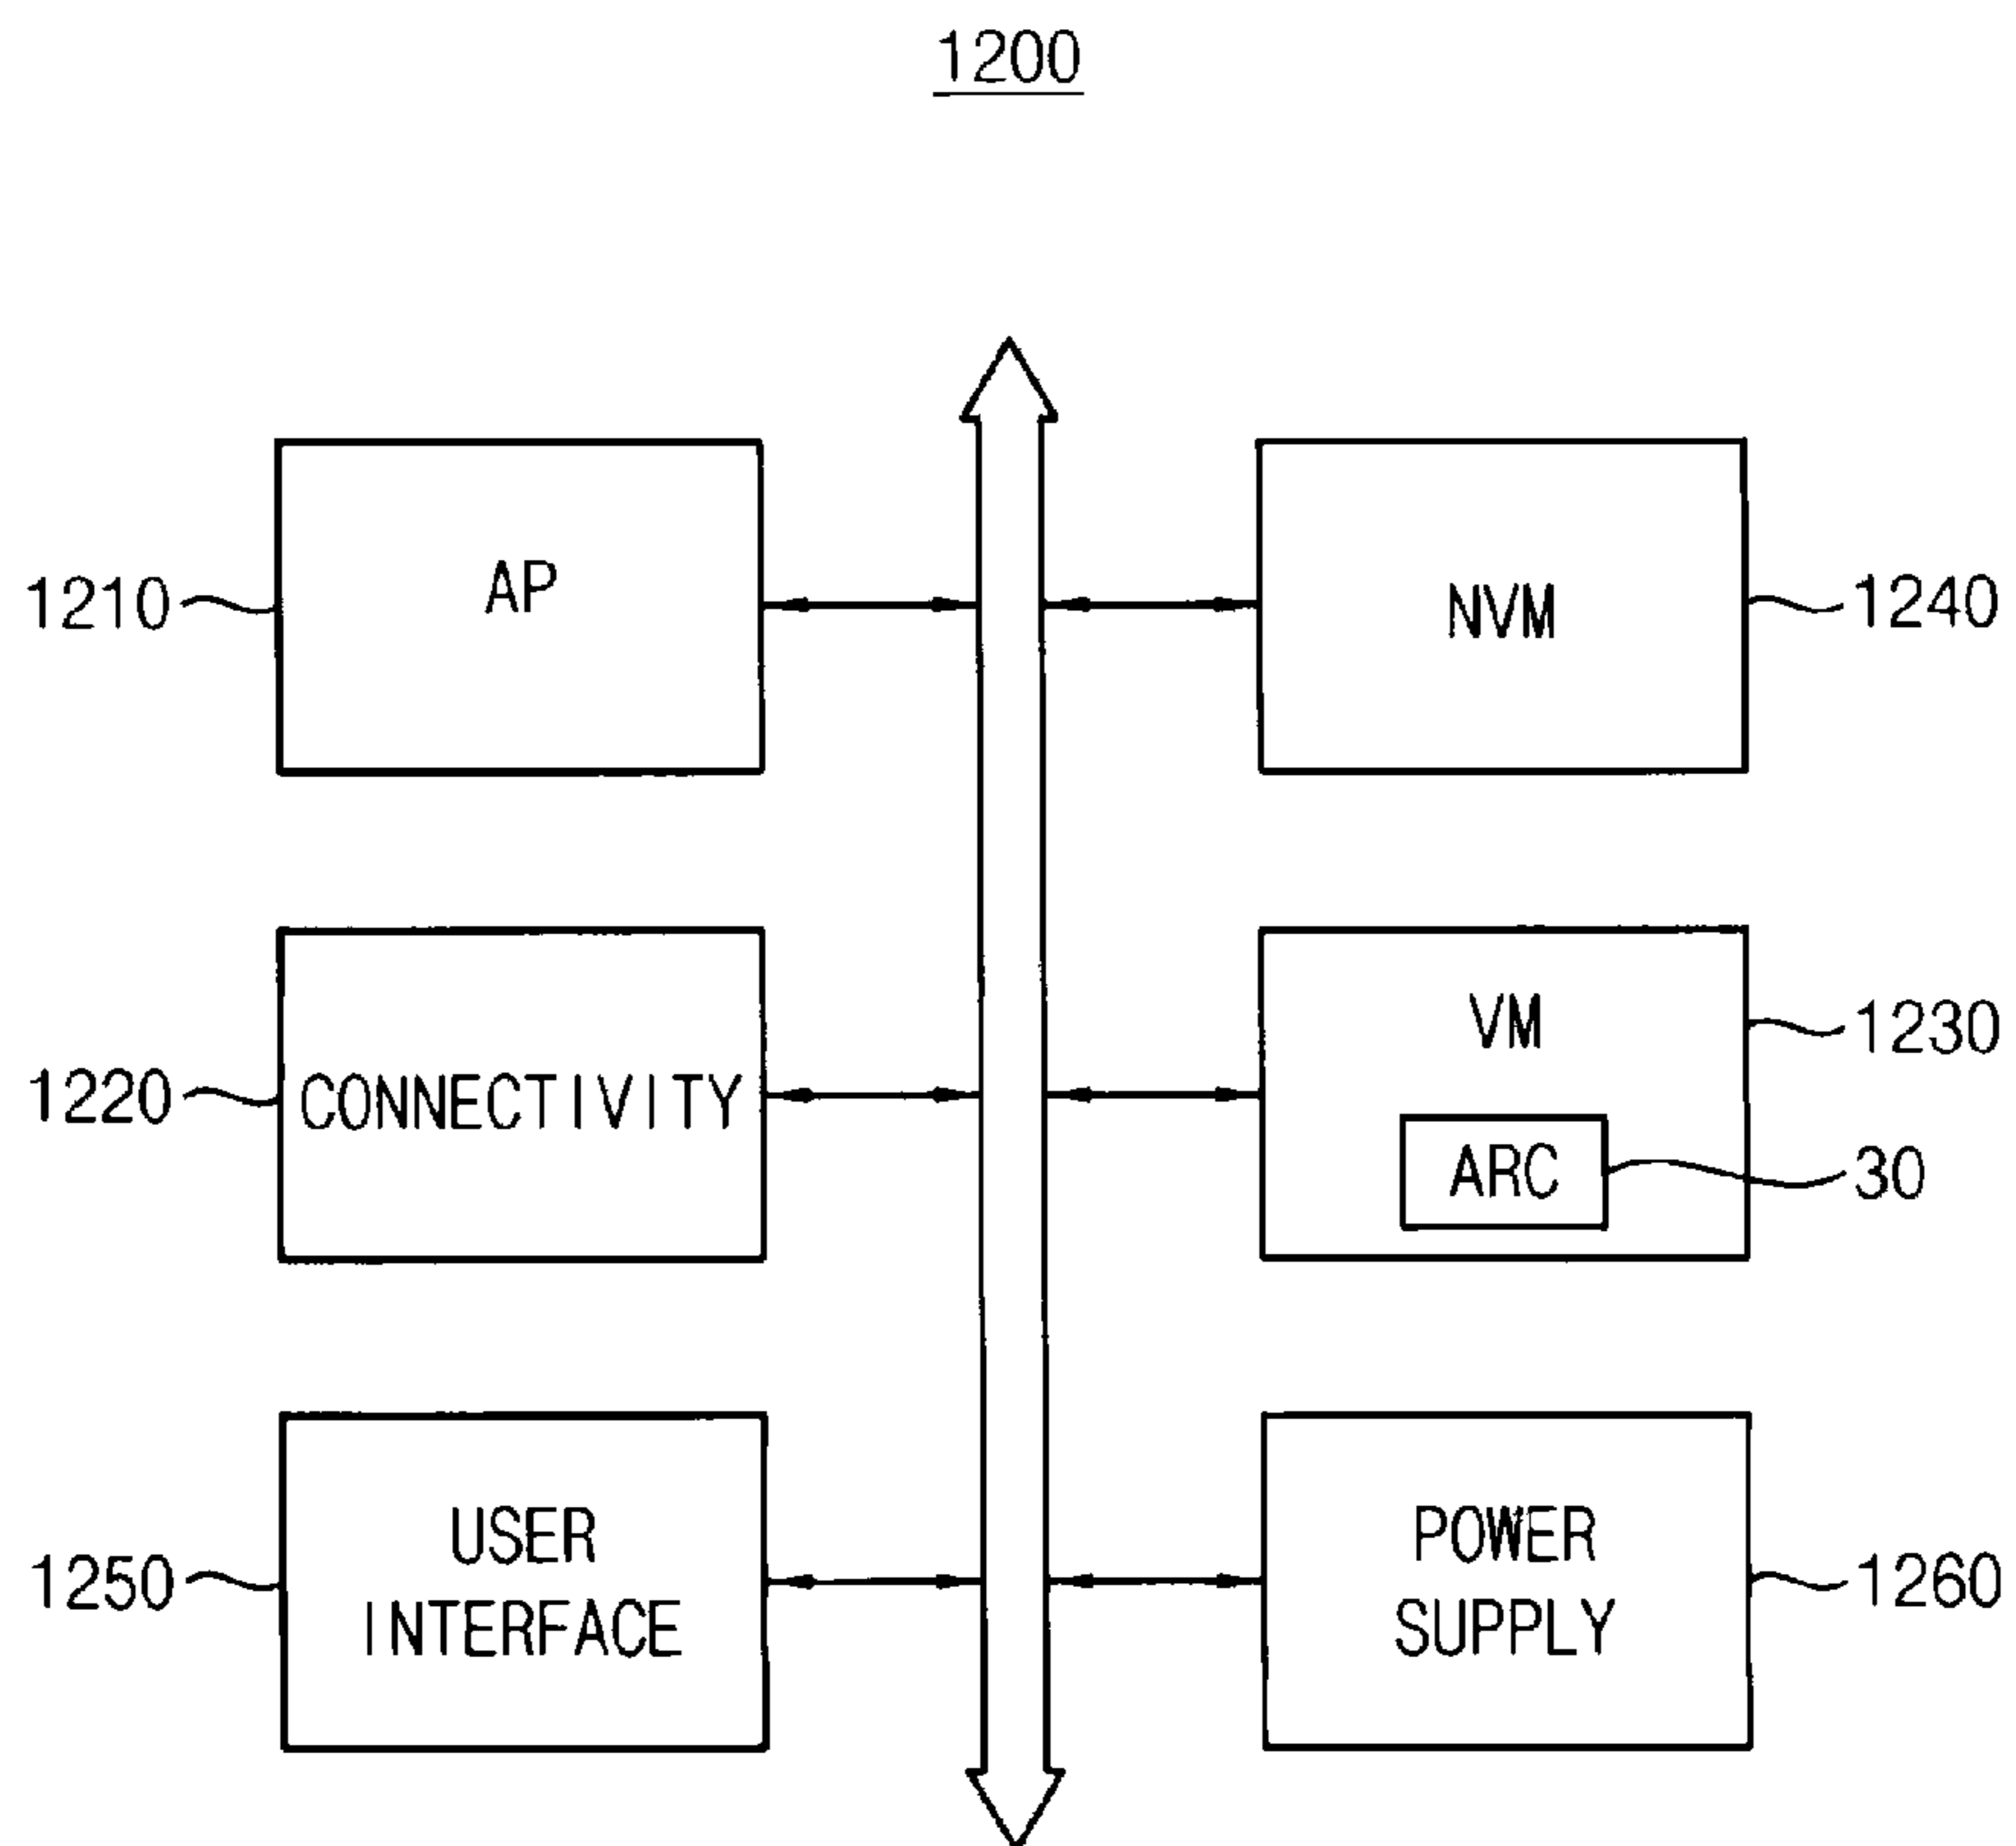 1200
AP
1210
NVM
1240
CONNECTIVITY
1220
VM
1230
ARC
30
USER
INTERFACE
1250
POWER
SUPPLY
1260